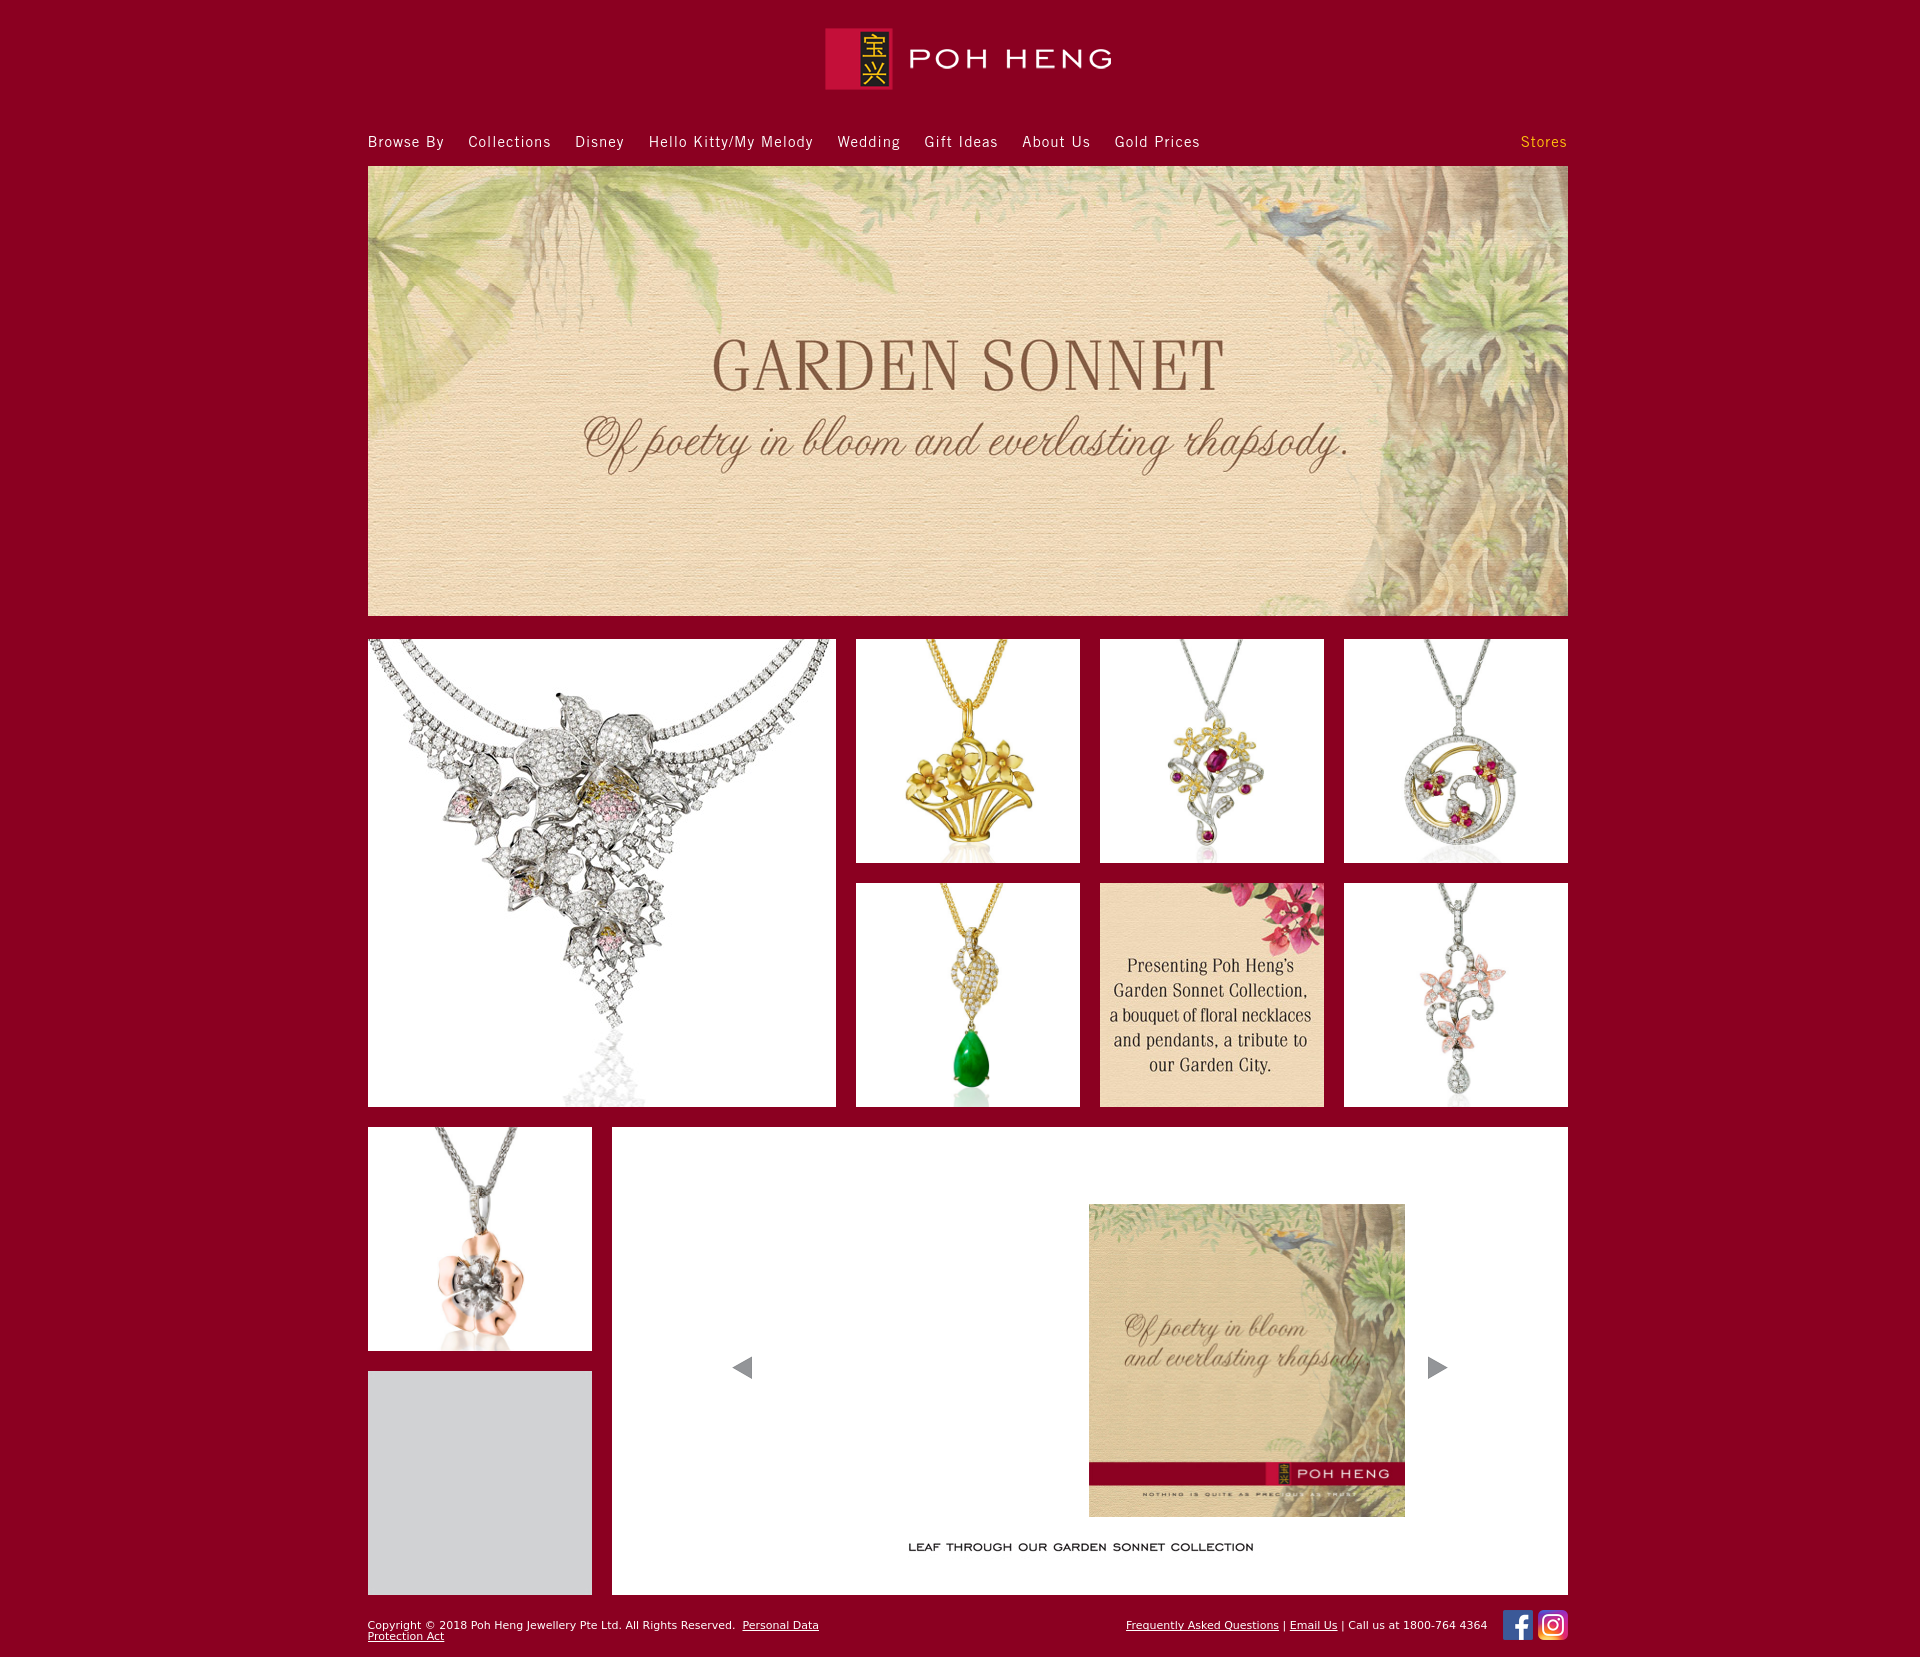 宝兴
POH HENG
Browse By Collections Disney Hello Kitty/My Melody Wedding Gift Ideas About Us Gold Prices Stores
GARDEN SONNET
Of poetry in bloom and everlasting rhapsody.
Presenting Poh Heng's
Garden Sonnet Collection,
a bouquet of floral necklaces
and pendants, a tribute to
our Garden City.
Of poetry in bloom
and everlasting rhapsody.
宝兴
POH HENG
NOTHING IS QUITE AS PRECIOUS AS TRUST
LEAF THROUGH OUR GARDEN SONNET COLLECTION
Copyright © 2018 Poh Heng Jewellery Pte Ltd. All Rights Reserved. Personal Data
Protection Act
Frequently Asked Questions | Email Us | Call us at 1800-764 4364